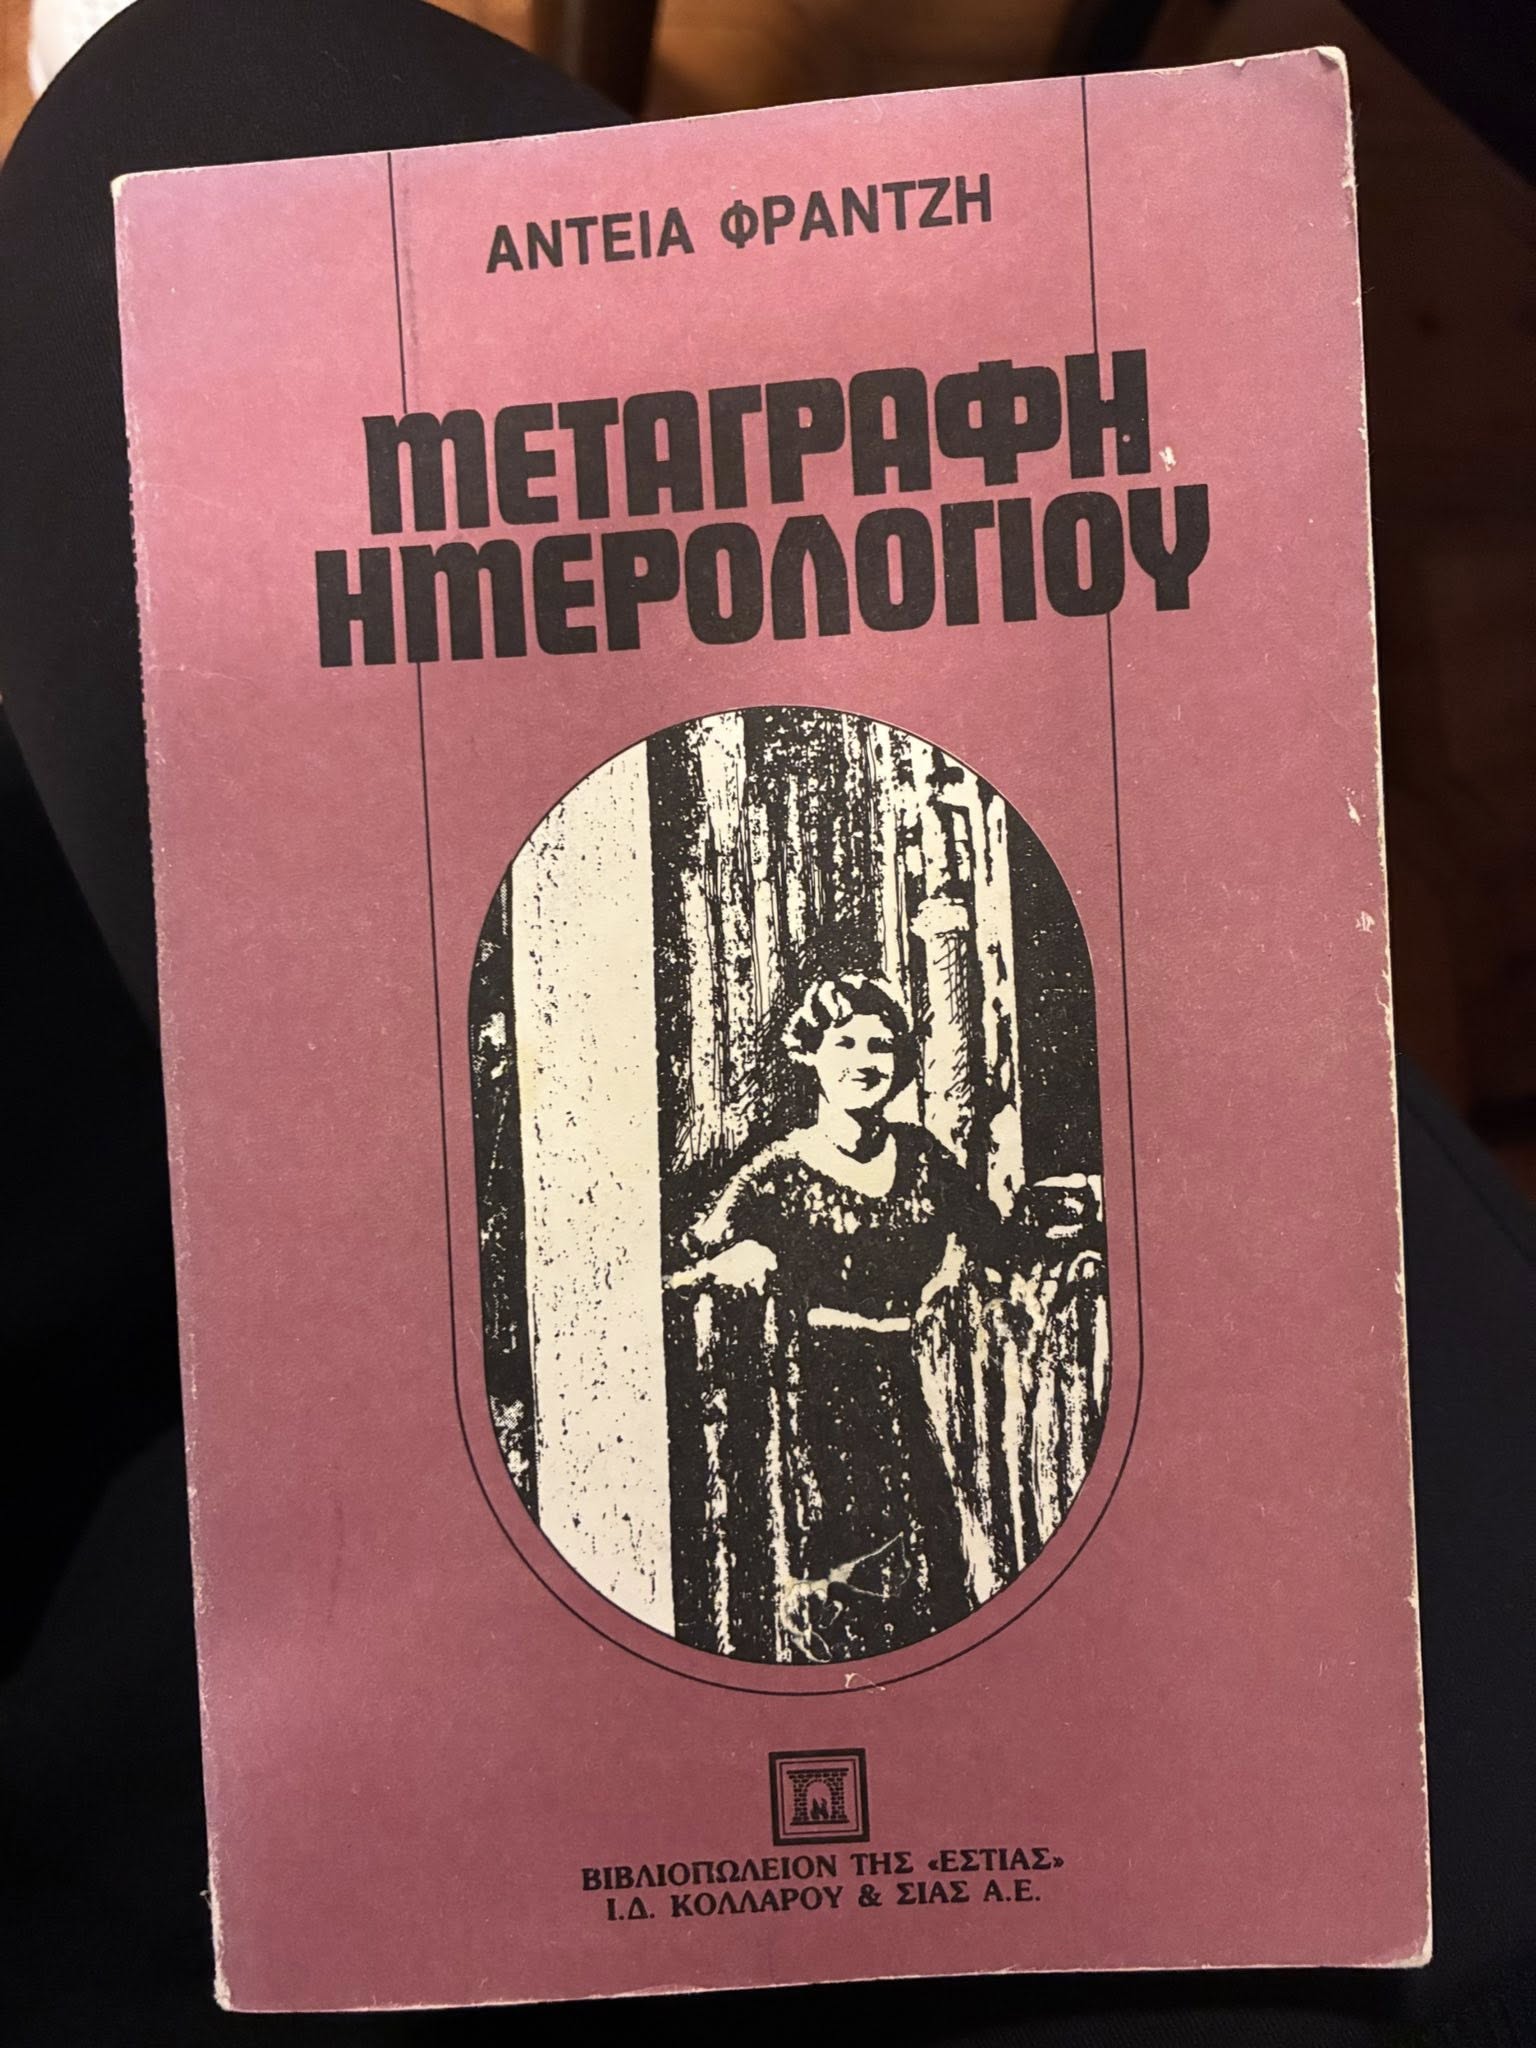 ΑΝΤΕΙΑ ΦΡΑΝΤΖΗ
ΜΕΤΑΓΡΑΦΗ
ΗΜΕΡΟΛΟΓΙΟΥ
ΒΙΒΛΙΟΠΩΛΕΙΟΝ ΤΗΣ «ΕΣΤΙΑΣ»
Ι.Δ. ΚΟΛΛΑΡΟΥ & ΣΙΑΣ Α.Ε.